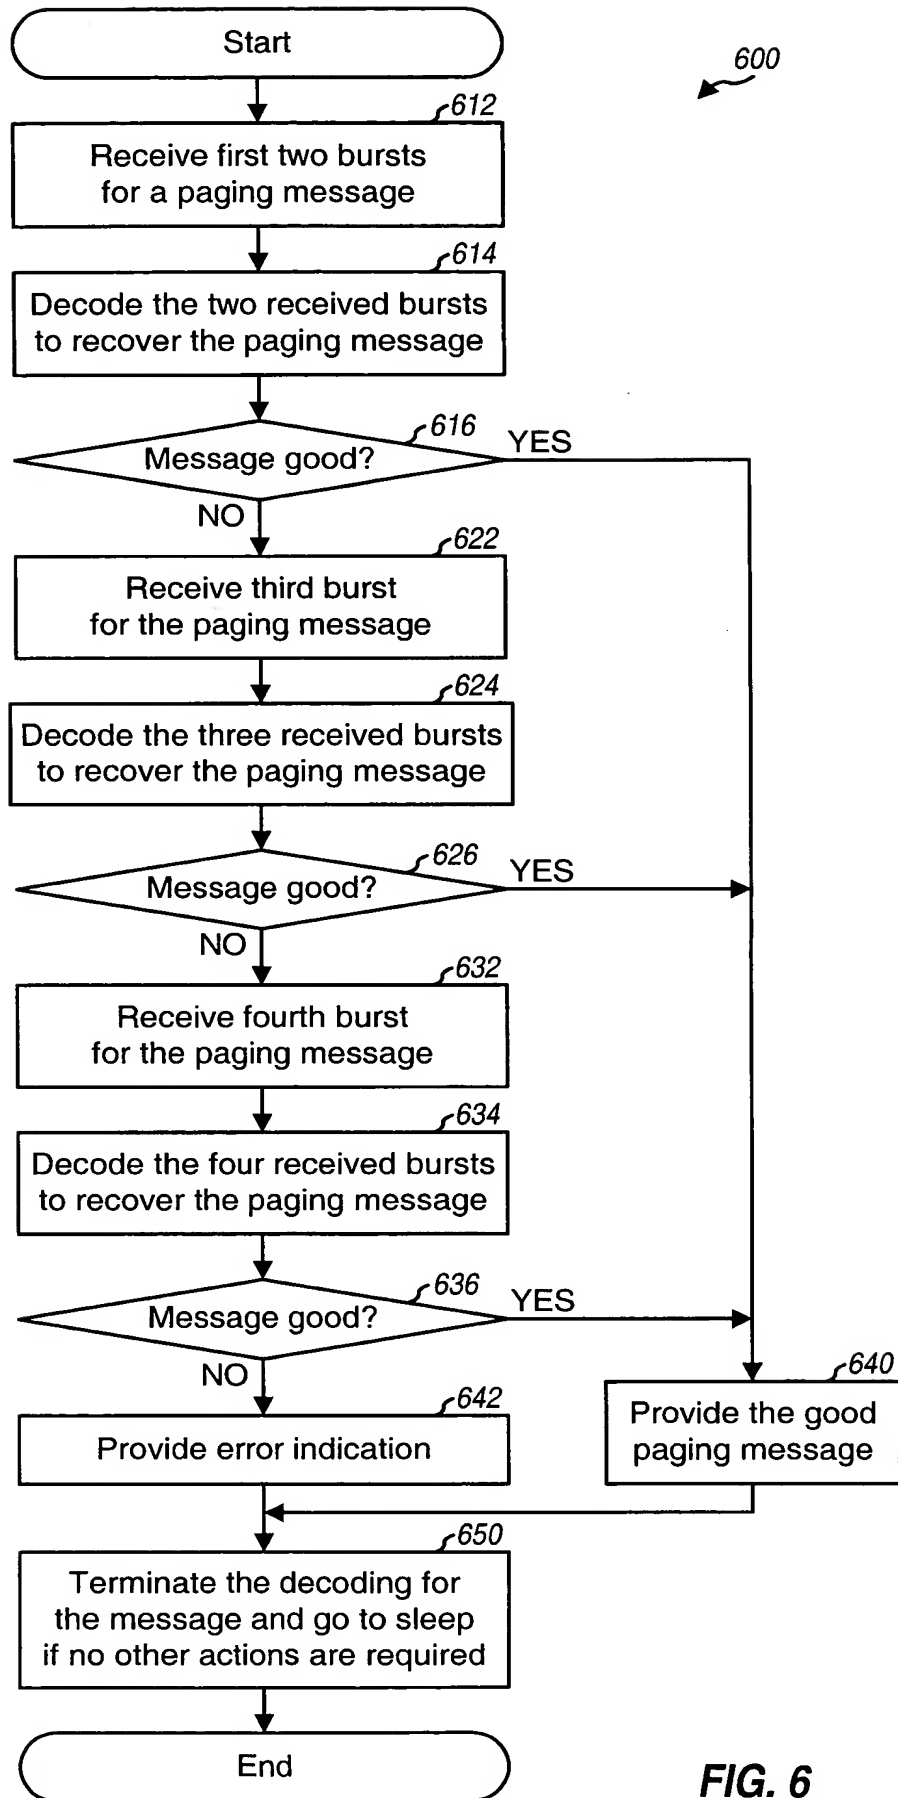 Start
600
612
Receive first two bursts
for a paging message
614
Decode the two received bursts
to recover the paging message
616
Message good?
YES
NO
622
Receive third burst
for the paging message
624
Decode the three received bursts
to recover the paging message
626
Message good?
YES
NO
632
Receive fourth burst
for the paging message
634
Decode the four received bursts
to recover the paging message
636
Message good?
YES
NO
640
Provide the good
paging message
642
Provide error indication
650
Terminate the decoding for
the message and go to sleep
if no other actions are required
End
FIG. 6